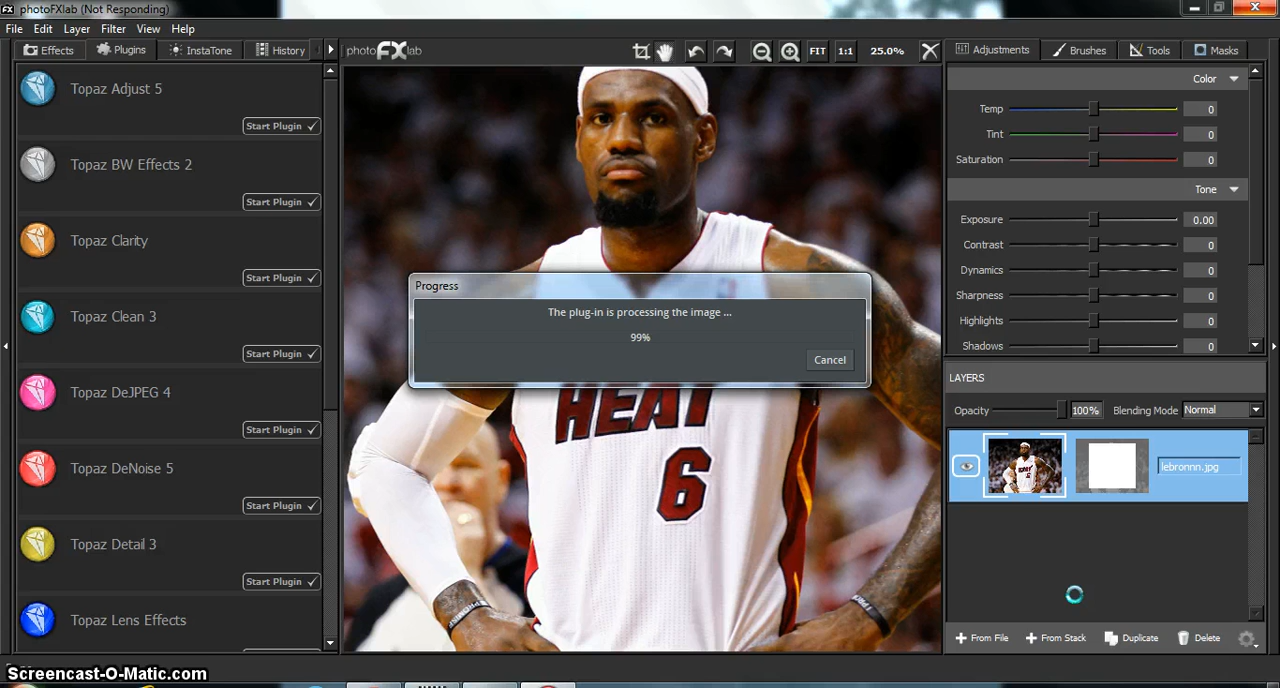 photoFXlab (Not Responding)
File Edit Layer Filter View Help
Effects Plugins InstaTone History
photo FX lab
FIT 1:1 25.0%
Adjustments Brushes Tools Masks
Topaz Adjust 5
Start Plugin
Topaz BW Effects 2
Start Plugin
Topaz Clarity
Start Plugin
Topaz Clean 3
Start Plugin
Topaz DeJPEG 4
Start Plugin
Topaz DeNoise 5
Start Plugin
Topaz Detail 3
Start Plugin
Topaz Lens Effects
Progress
The plug-in is processing the image ...
99%
Cancel
HEAT
6
Color
Temp 0
Tint 0
Saturation 0
Tone
Exposure 0.00
Contrast 0
Dynamics 0
Sharpness 0
Highlights 0
Shadows 0
LAYERS
Opacity 100% Blending Mode Normal
lebronnn.jpg
From File From Stack Duplicate Delete
Screencast-O-Matic.com